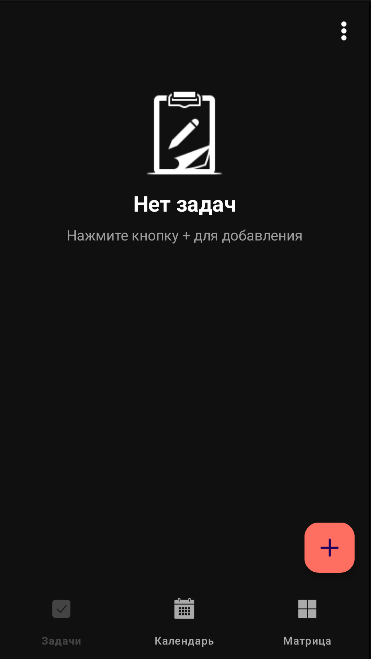 Нет задач
Нажмите кнопку + для добавления
Задачи
Календарь
Матрица